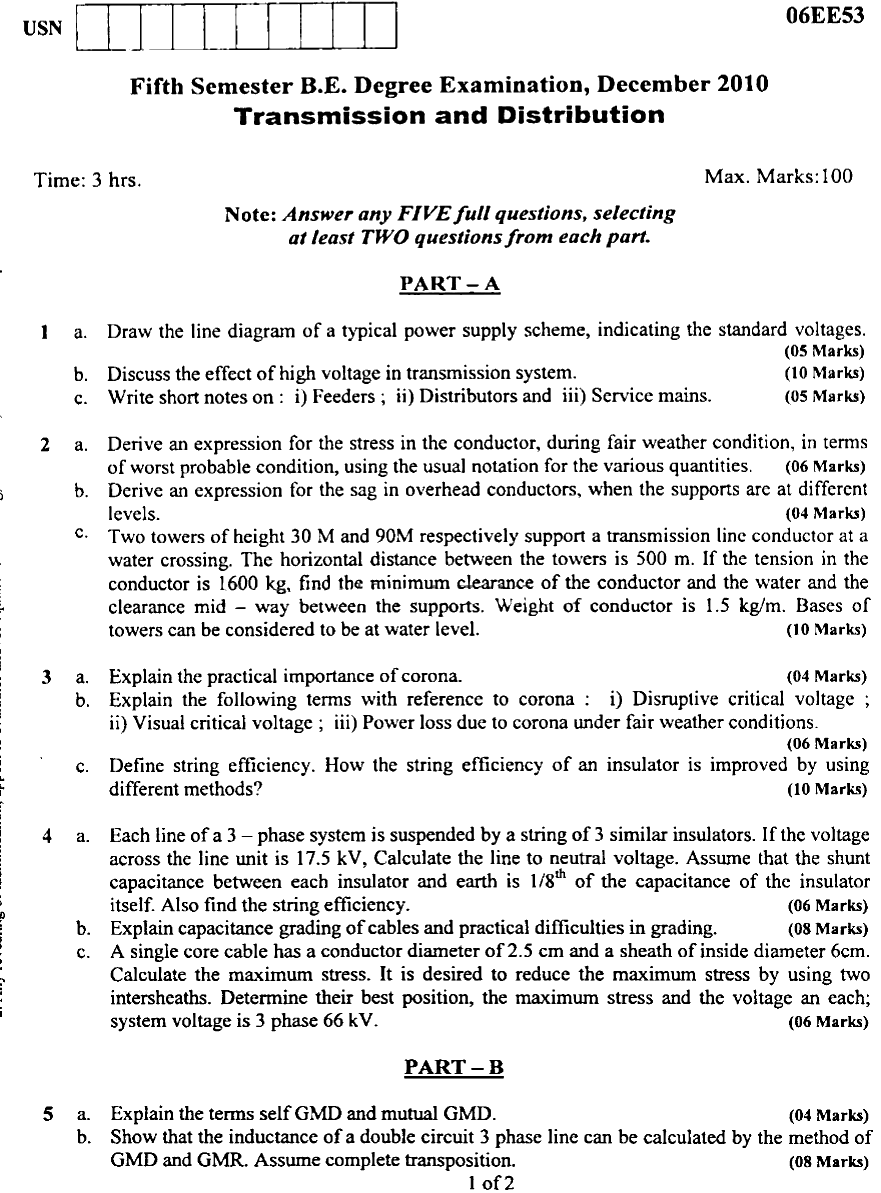 USN
06EE53
Fifth Semester B.E. Degree Examination, December 2010
Transmission and Distribution
Time: 3 hrs.
Max. Marks:100
Note: Answer any FIVE full questions, selecting
at least TWO questions from each part.
PART – A
1 a. Draw the line diagram of a typical power supply scheme, indicating the standard voltages.
(05 Marks)
b. Discuss the effect of high voltage in transmission system. (10 Marks)
c. Write short notes on : i) Feeders ; ii) Distributors and iii) Service mains. (05 Marks)
2 a. Derive an expression for the stress in the conductor, during fair weather condition, in terms
of worst probable condition, using the usual notation for the various quantities. (06 Marks)
b. Derive an expression for the sag in overhead conductors, when the supports are at different
levels. (04 Marks)
c. Two towers of height 30 M and 90M respectively support a transmission line conductor at a
water crossing. The horizontal distance between the towers is 500 m. If the tension in the
conductor is 1600 kg, find the minimum clearance of the conductor and the water and the
clearance mid – way between the supports. Weight of conductor is 1.5 kg/m. Bases of
towers can be considered to be at water level. (10 Marks)
3 a. Explain the practical importance of corona. (04 Marks)
b. Explain the following terms with reference to corona : i) Disruptive critical voltage ;
ii) Visual critical voltage ; iii) Power loss due to corona under fair weather conditions.
(06 Marks)
c. Define string efficiency. How the string efficiency of an insulator is improved by using
different methods? (10 Marks)
4 a. Each line of a 3 – phase system is suspended by a string of 3 similar insulators. If the voltage
across the line unit is 17.5 kV, Calculate the line to neutral voltage. Assume that the shunt
capacitance between each insulator and earth is 1/8th of the capacitance of the insulator
itself. Also find the string efficiency. (06 Marks)
b. Explain capacitance grading of cables and practical difficulties in grading. (08 Marks)
c. A single core cable has a conductor diameter of 2.5 cm and a sheath of inside diameter 6cm.
Calculate the maximum stress. It is desired to reduce the maximum stress by using two
intersheaths. Determine their best position, the maximum stress and the voltage an each;
system voltage is 3 phase 66 kV. (06 Marks)
PART – B
5 a. Explain the terms self GMD and mutual GMD. (04 Marks)
b. Show that the inductance of a double circuit 3 phase line can be calculated by the method of
GMD and GMR. Assume complete transposition. (08 Marks)
1 of 2